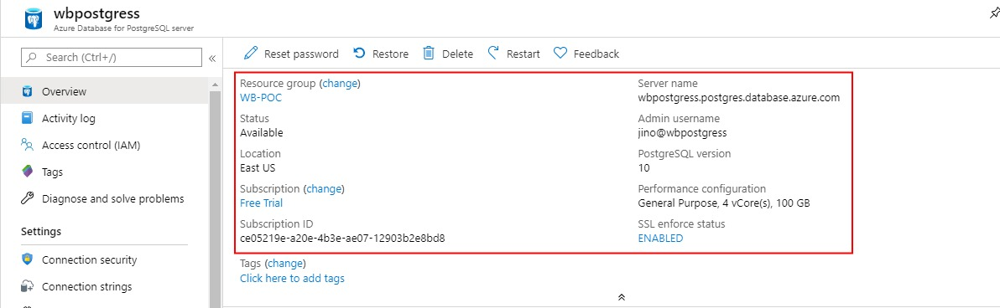 wbpostgress
Azure Database for PostgreSQL server
Search (Ctrl+/)
«
Overview
Activity log
Access control (IAM)
Tags
Diagnose and solve problems
Settings
Connection security
Connection strings
Reset password
Restore
Delete
Restart
Feedback
Resource group (change)
WB-POC
Status
Available
Location
East US
Subscription (change)
Free Trial
Subscription ID
ce05219e-a20e-4b3e-ae07-12903b2e8bd8
Server name
wbpostgress.postgres.database.azure.com
Admin username
jino@wbpostgress
PostgreSQL version
10
Performance configuration
General Purpose, 4 vCore(s), 100 GB
SSL enforce status
ENABLED
Tags (change)
Click here to add tags